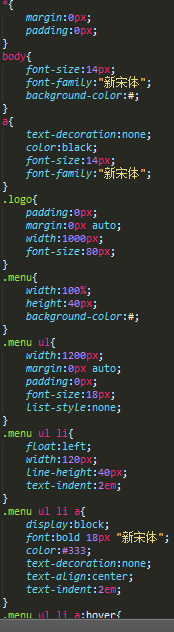 *{
margin:0px;
padding:0px;
}
body{
font-size:14px;
font-family:"新宋体";
background-color:#;
}
a{
text-decoration:none;
color:black;
font-size:14px;
font-family:"新宋体";
}
.logo{
padding:0px;
margin:0px auto;
width:1000px;
font-size:80px;
}
.menu{
width:100%;
height:40px;
background-color:#;
}
.menu ul{
width:1200px;
margin:0px auto;
padding:0px;
font-size:18px;
list-style:none;
}
.menu ul li{
float:left;
width:120px;
line-height:40px;
text-indent:2em;
}
.menu ul li a{
display:block;
font:bold 18px "新宋体";
color:#333;
text-decoration:none;
text-align:center;
text-indent:2em;
}
.menu ul li a:hover{